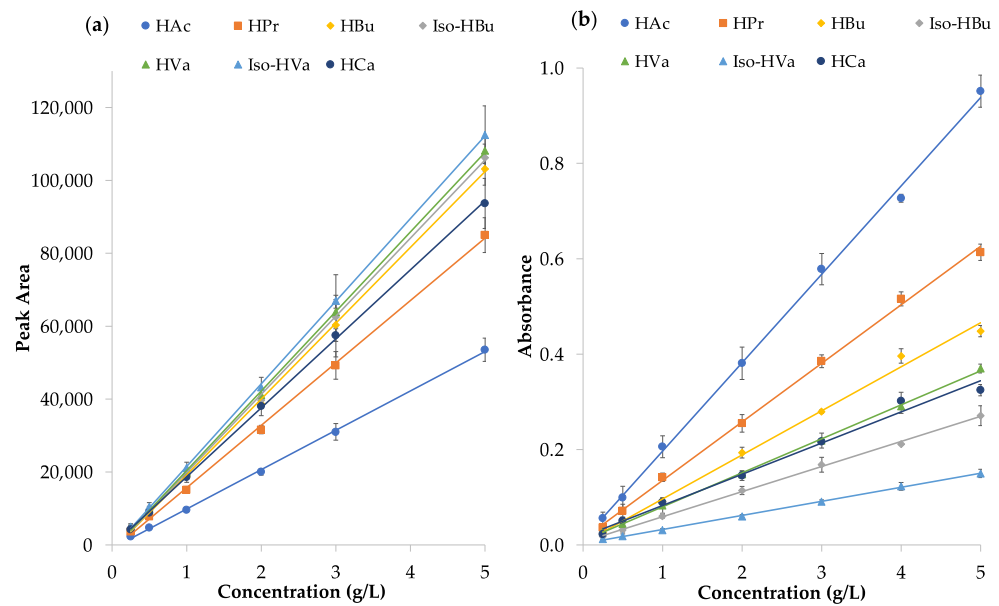 (a)
HAc HPr HBu Iso-HBu
HVa Iso-HVa HCa
120,000
100,000
80,000
60,000
40,000
20,000
0
Peak Area
0 1 2 3 4 5
Concentration (g/L)
b)
HAc HPr HBu Iso-HBu
HVa Iso-HVa HCa
1.0
0.8
0.6
0.4
0.2
0.0
Absorbance
0 1 2 3 4 5
Concentration (g/L)